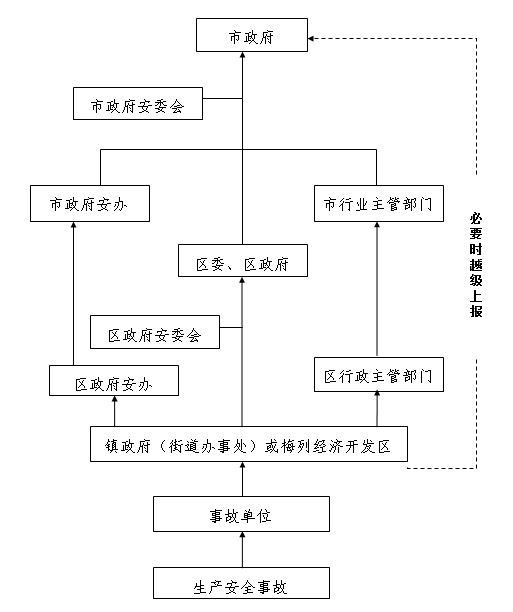 市政府
市政府安委会
市政府安办
市行业主管部门
必要时越级上报
区委、区政府
区政府安委会
区政府安办
区行政主管部门
镇政府（街道办事处）或梅列经济开发区
事故单位
生产安全事故